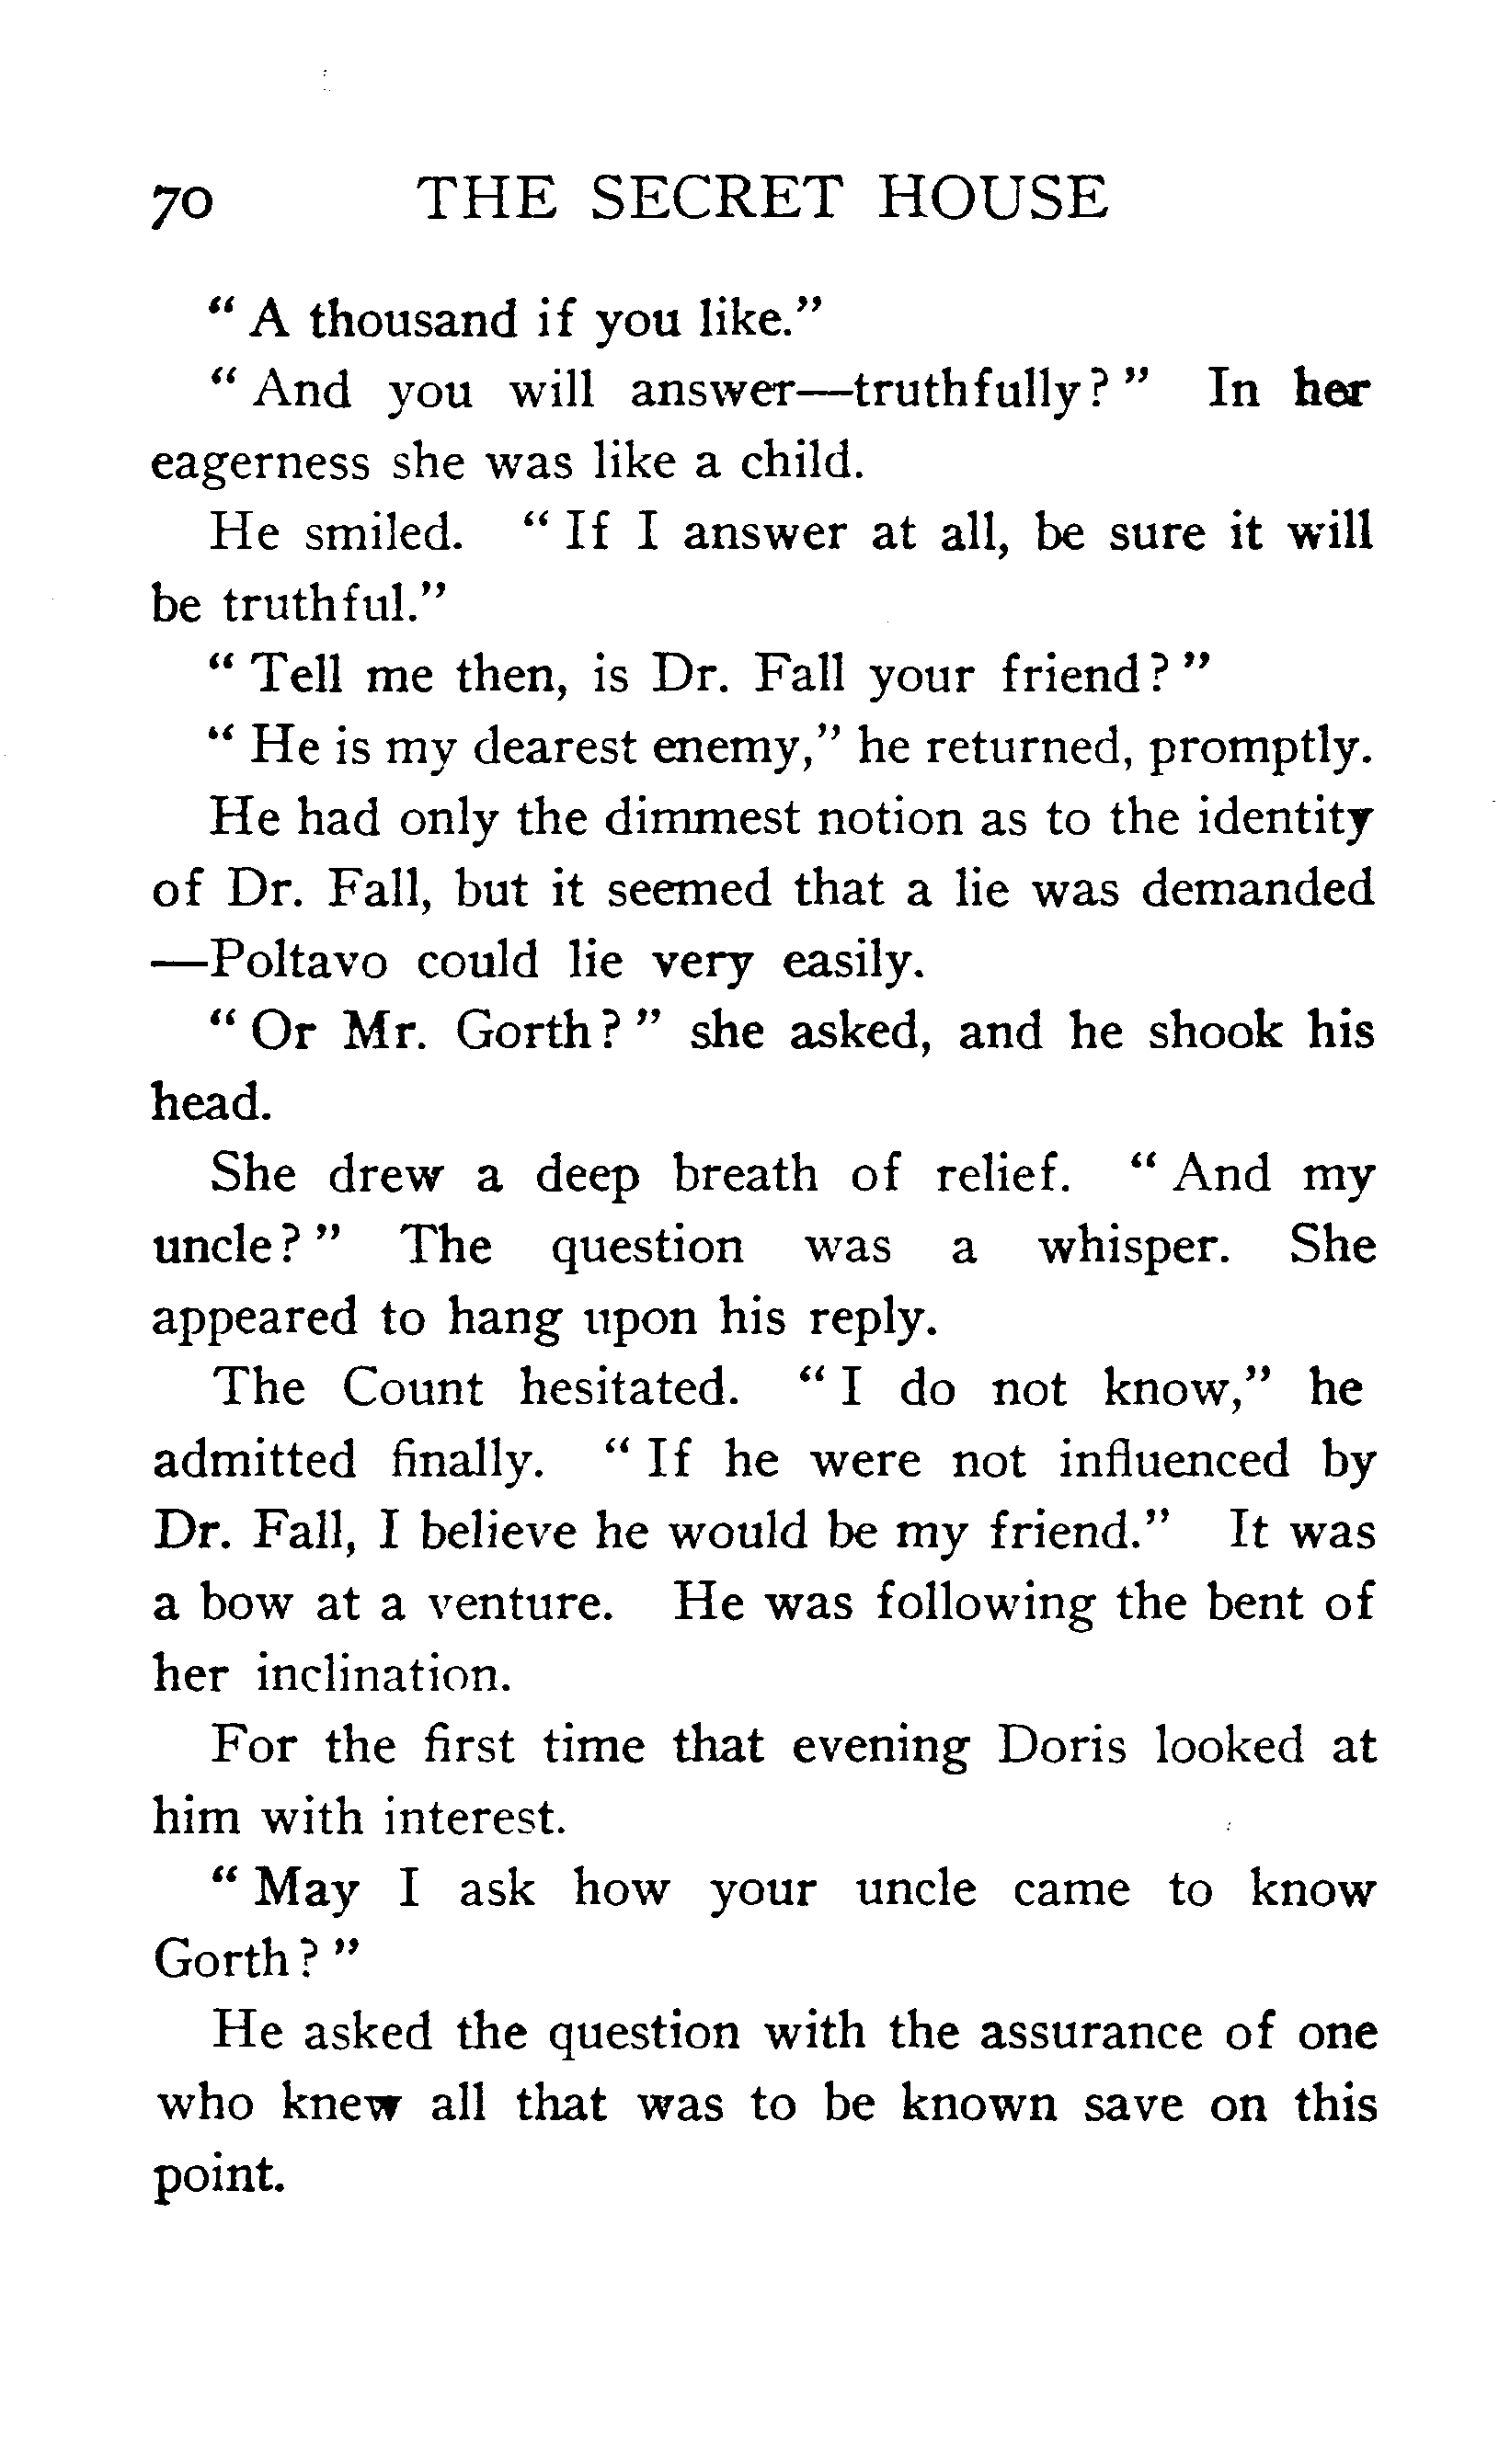 70 THE SECRET HOUSE
" A thousand if you like."
" And you will answer—truthfully? " In her
eagerness she was like a child.
He smiled. " If I answer at all, be sure it will
be truthful."
" Tell me then, is Dr. Fall your friend? "
" He is my dearest enemy," he returned, promptly.
He had only the dimmest notion as to the identity
of Dr. Fall, but it seemed that a lie was demanded
—Poltavo could lie very easily.
" Or Mr. Gorth? " she asked, and he shook his
head.
She drew a deep breath of relief. " And my
uncle? " The question was a whisper. She
appeared to hang upon his reply.
The Count hesitated. " I do not know," he
admitted finally. " If he were not influenced by
Dr. Fall, I believe he would be my friend." It was
a bow at a venture. He was following the bent of
her inclination.
For the first time that evening Doris looked at
him with interest.
" May I ask how your uncle came to know
Gorth? "
He asked the question with the assurance of one
who knew all that was to be known save on this
point.